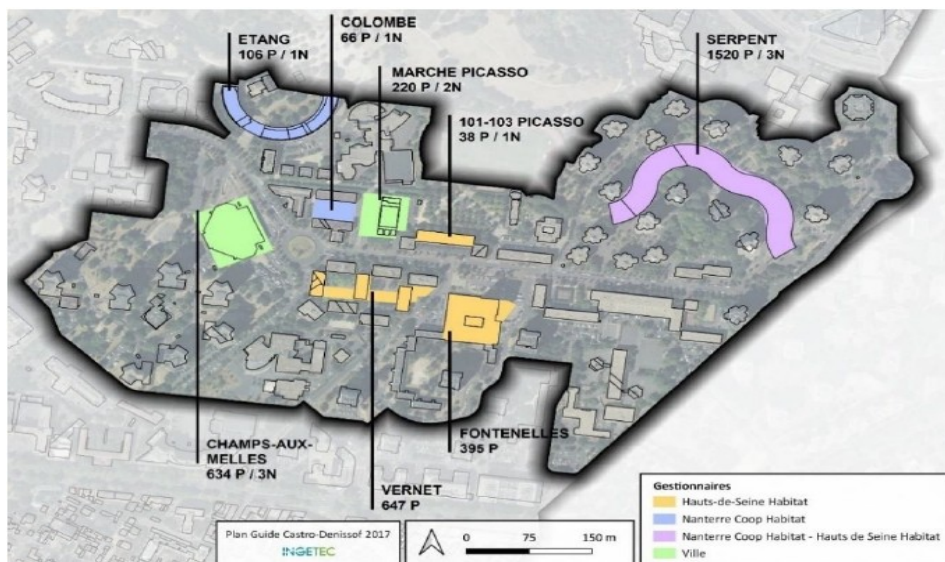 COLOMBE
66 P / 1N
ETANG
106 P / 1N
SERPENT
1520 P / 3N
MARCHE PICASSO
220 P / 2N
101-103 PICASSO
38 P / 1N
CHAMPS-AUX-
MELLES
634 P / 3N
FONTENELLES
395 P
VERNET
647 P
Plan Guide Castro-Denissof 2017
INGETEC
0 75 150 m
Gestionnaires
Hauts-de-Seine Habitat
Nanterre Coop Habitat
Nanterre Coop Habitat - Hauts de Seine Habitat
Ville